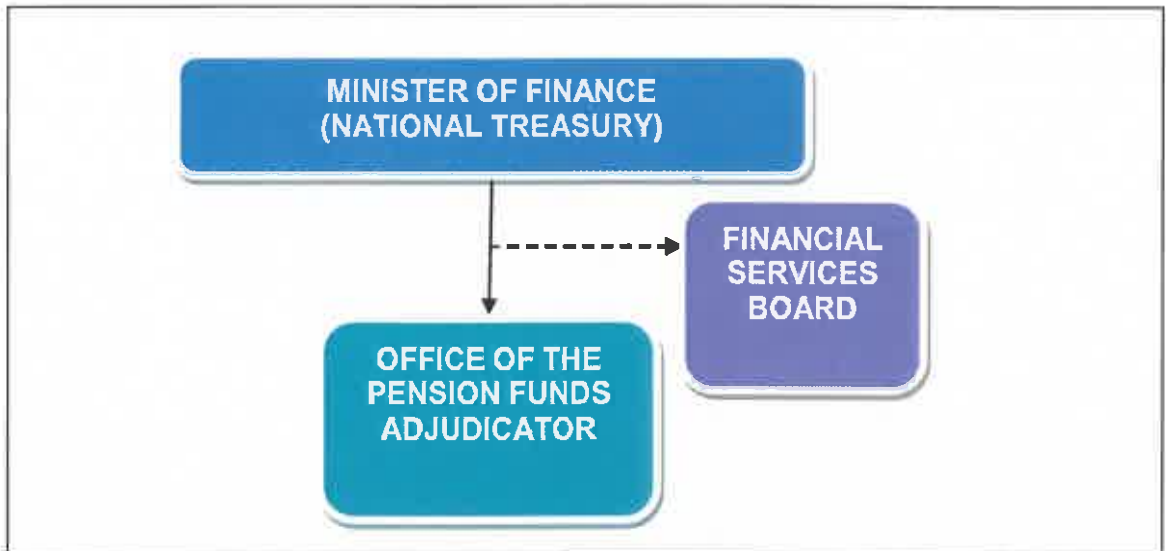 MINISTER OF FINANCE
(NATIONAL TREASURY)
FINANCIAL
SERVICES
BOARD
OFFICE OF THE
PENSION FUNDS
ADJUDICATOR